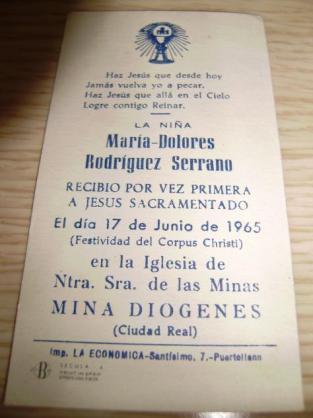 Haz Jesús que desde hoy
Jamás vuelva yo a pecar.
Haz Jesús que allá en el Cielo
Logre contigo Reinar.
LA NIÑA
María-Dolores
Rodríguez Serrano
RECIBIO POR VEZ PRIMERA
A JESUS SACRAMENTADO
El día 17 de Junio de 1965
(Festividad del Corpus Christi)
en la Iglesia de
Ntra. Sra. de las Minas
MINA DIOGENES
(Ciudad Real)
Imp. LA ECONOMICA-Santísimo, 7.-Puertollano
B